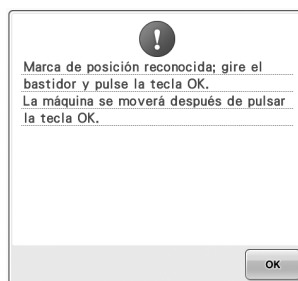 Marca de posición reconocida; gire el
bastidor y pulse la tecla OK.
La máquina se moverá después de pulsar
la tecla OK.
OK